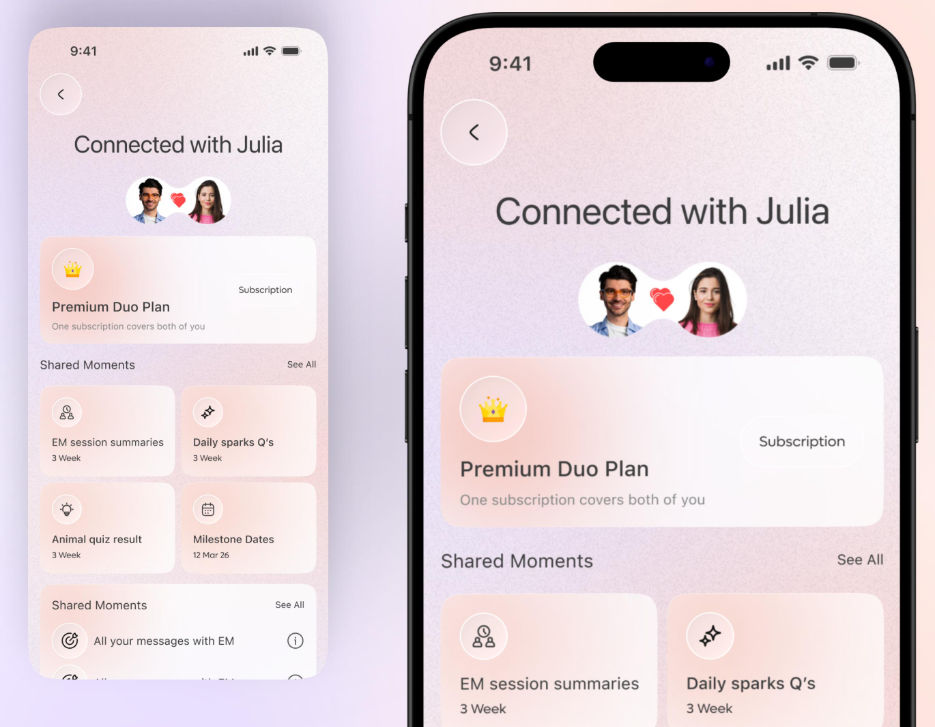 9:41
Connected with Julia
Premium Duo Plan
One subscription covers both of you
Subscription
Shared Moments
See All
EM session summaries
3 Week
Daily sparks Q's
3 Week
Animal quiz result
3 Week
Milestone Dates
12 Mar 26
Shared Moments
See All
All your messages with EM
9:41
Connected with Julia
Premium Duo Plan
One subscription covers both of you
Subscription
Shared Moments
See All
EM session summaries
3 Week
Daily sparks Q's
3 Week